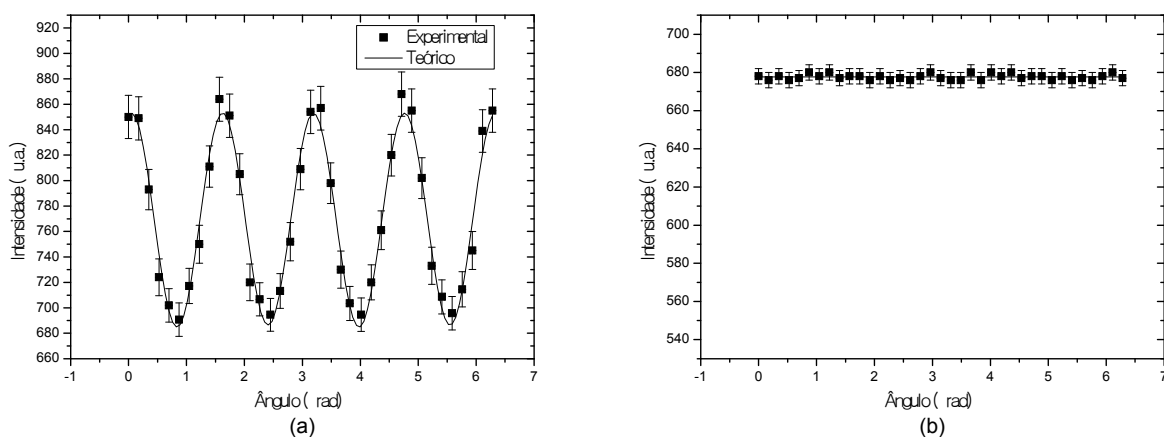 920
900
880
860
840
820
800
780
760
740
720
700
680
660
Intensidade ( u.a.)
Experimental
Teórico
-1 0 1 2 3 4 5 6 7
Ângulo ( rad)
(a)
700
680
660
640
620
600
580
560
540
Intensidade ( u.a.)
-1 0 1 2 3 4 5 6 7
Ângulo ( rad)
(b)